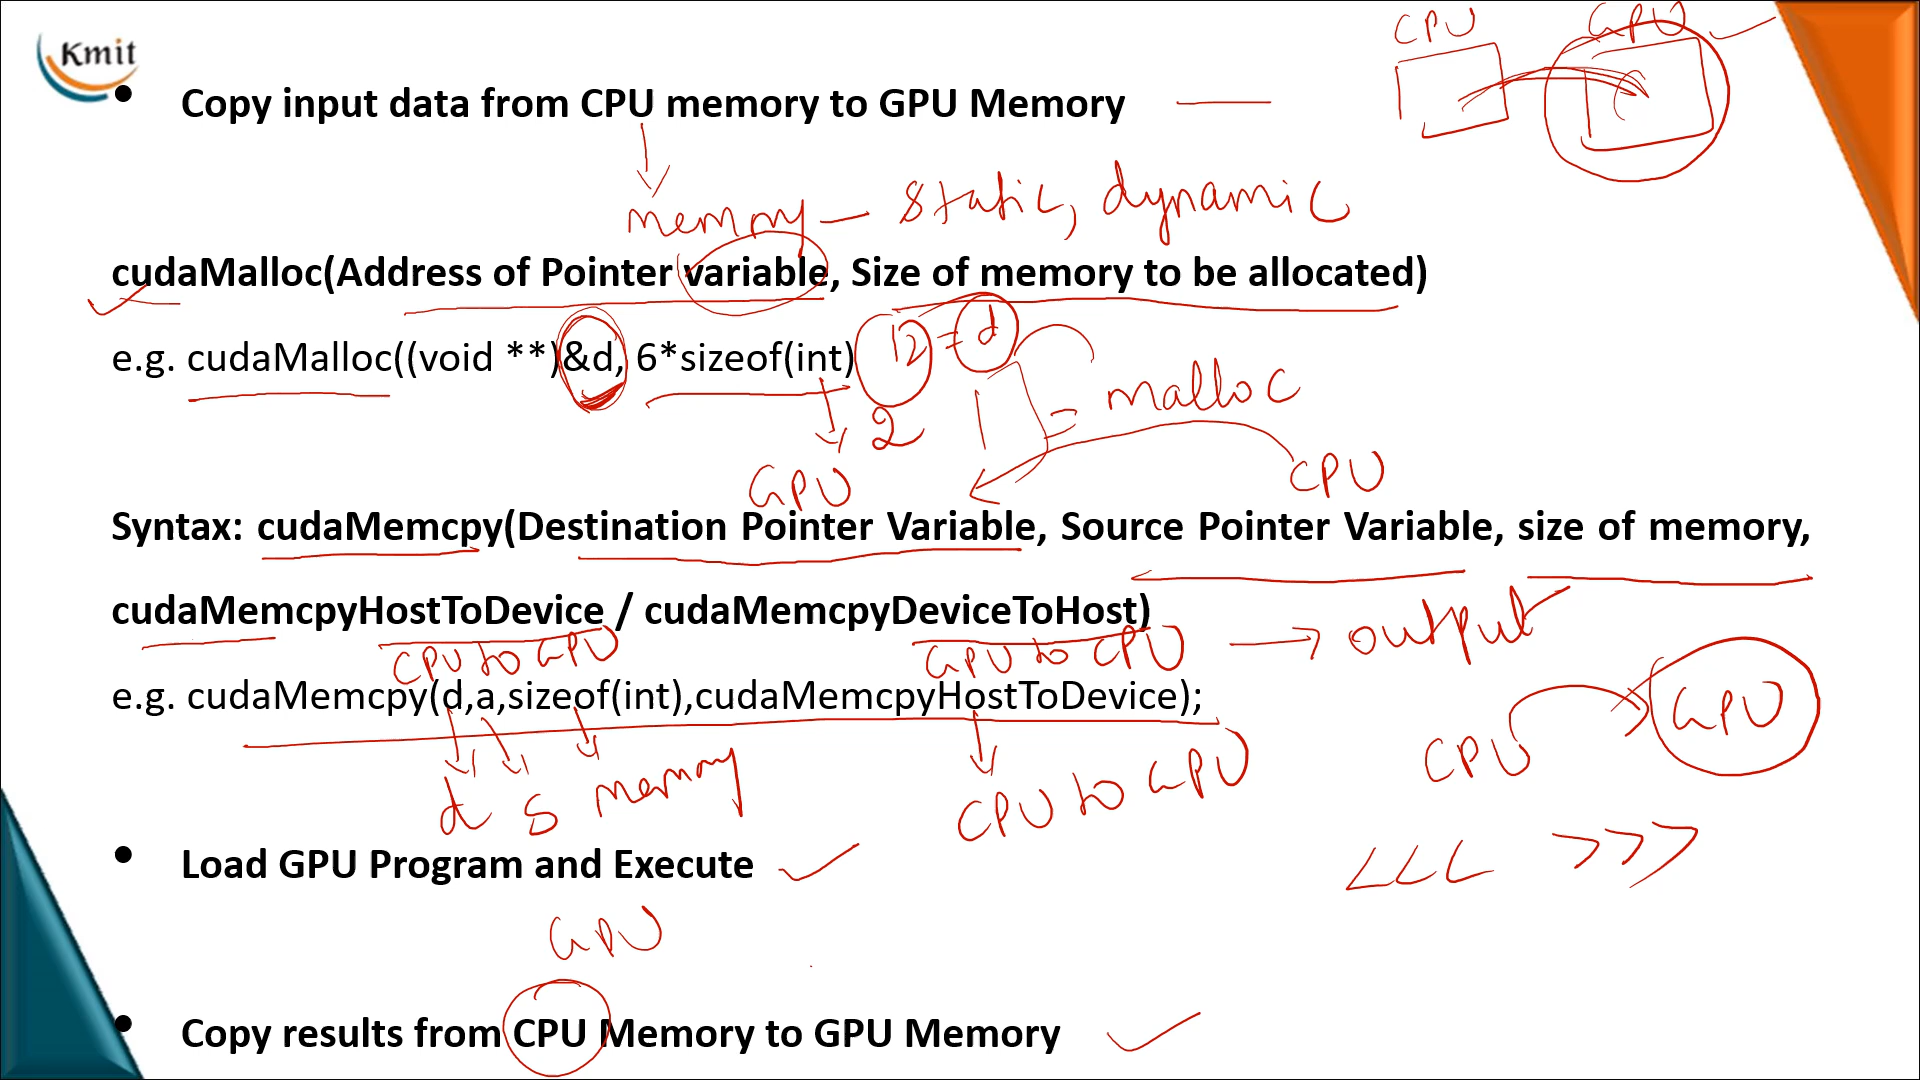 CPU GPU
Kmit
• Copy input data from CPU memory to GPU Memory
memory — static, dynamic
cudaMalloc(Address of Pointer variable, Size of memory to be allocated)
e.g. cudaMalloc((void **)&d, 6*sizeof(int) 12 = d
2 = malloc
GPU CPU
Syntax: cudaMemcpy(Destination Pointer Variable, Source Pointer Variable, size of memory,
cudaMemcpyHostToDevice / cudaMemcpyDeviceToHost)
CPU to GPU GPU to CPU → output
e.g. cudaMemcpy(d,a,sizeof(int),cudaMemcpyHostToDevice);
CPU GPU
d s memory CPU to GPU
<<< >>>
• Load GPU Program and Execute
GPU
• Copy results from CPU Memory to GPU Memory